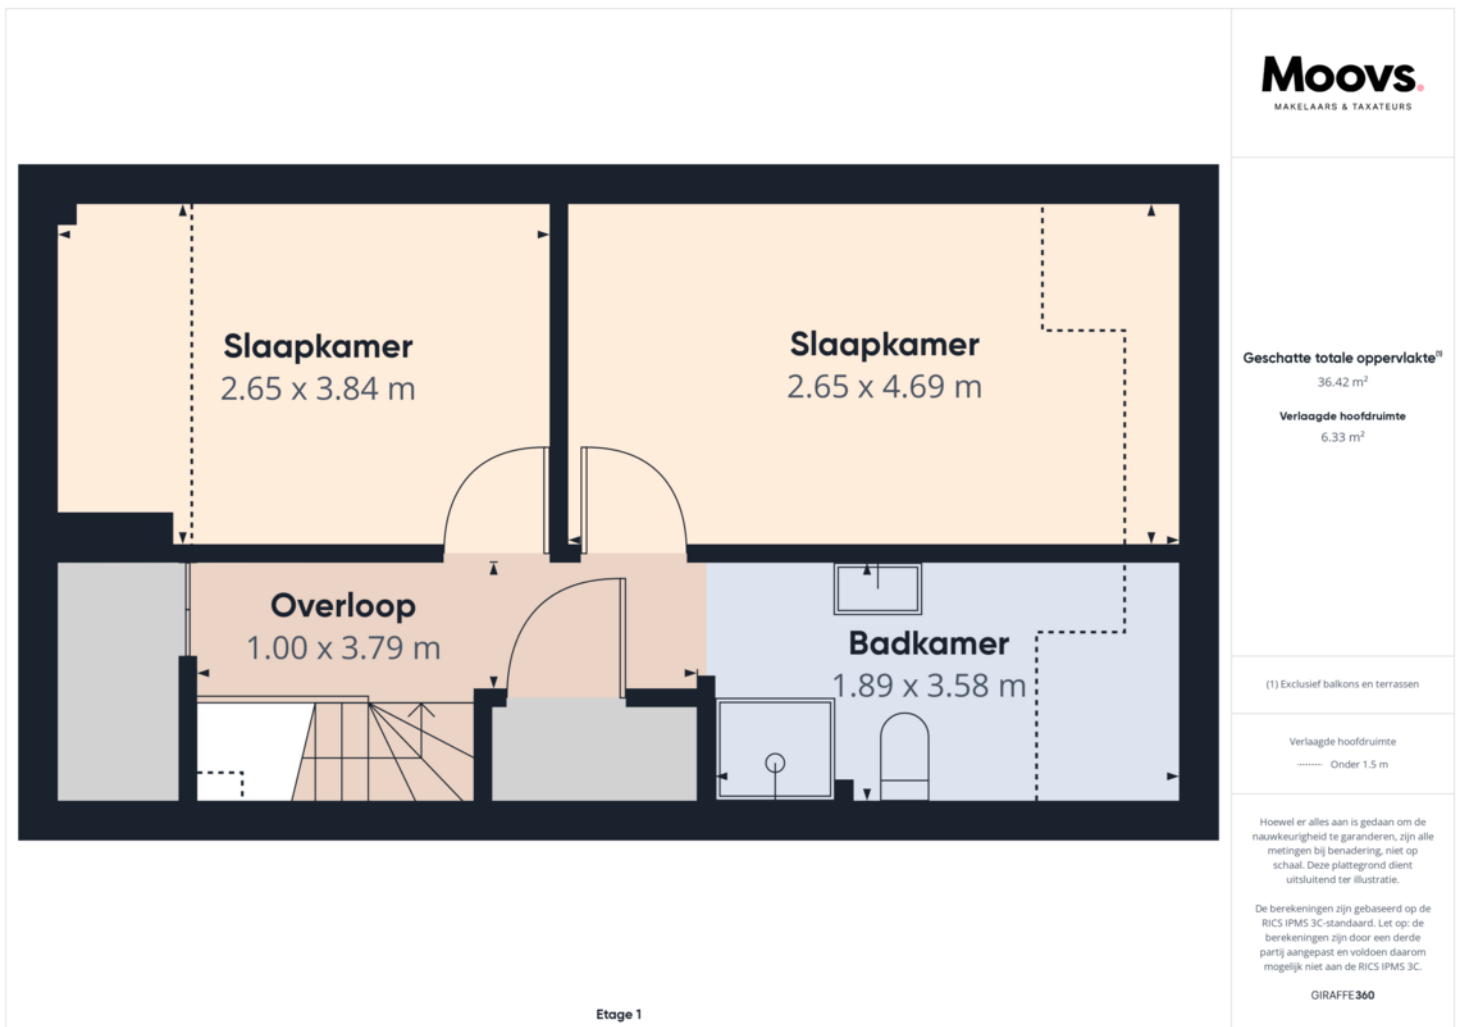 Moovs.
MAKELAARS & TAXATEURS
Slaapkamer
2.65 x 3.84 m
Slaapkamer
2.65 x 4.69 m
Overloop
1.00 x 3.79 m
Badkamer
1.89 x 3.58 m
Etage 1
Geschatte totale oppervlakte(1)
36.42 m²
Verlaagde hoofdruimte
6.33 m²
(1) Exclusief balkons en terrassen
Verlaagde hoofdruimte
Onder 1.5 m
Hoewel er alles aan is gedaan om de
nauwkeurigheid te garanderen, zijn alle
metingen bij benadering, niet op
schaal. Deze plattegrond dient
uitsluitend ter illustratie.
De berekeningen zijn gebaseerd op de
RICS IPMS 3C-standaard. Let op: de
berekeningen zijn door een derde
partij aangepast en voldoen daarom
mogelijk niet aan de RICS IPMS 3C.
GIRAFFE360